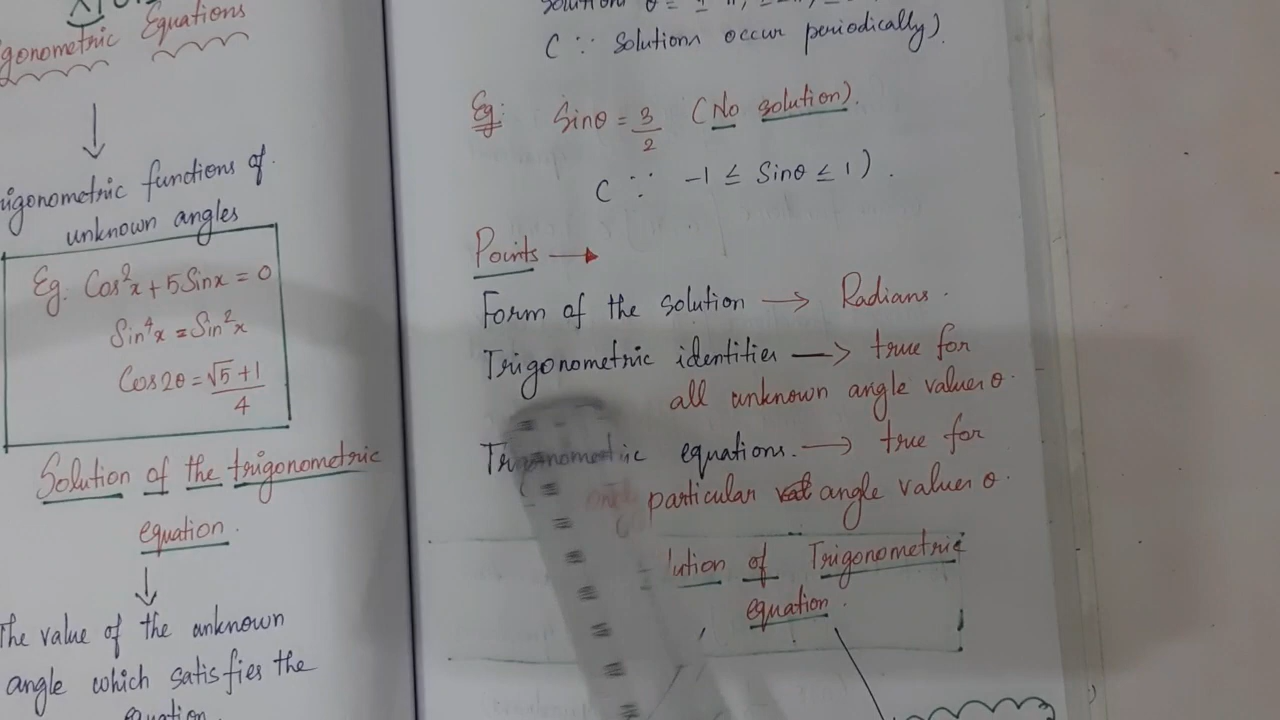 Equations
trigonometric functions of
unknown angles
Eg: Cos²x + 5 Sinx = 0
Sin⁴x = Sin²x
Cos2θ = √5 + 1
4
Solution of the trigonometric
equation.
The value of the unknown
angle which satisfies the
equation.
( ∵ Solutions occur periodically).
Eg: Sinθ = 3/2 (No solution).
( ∵ -1 ≤ Sinθ ≤ 1).
Points →
Form of the solution → Radians.
Trigonometric identities → true for
all unknown angle values θ.
Trigonometric equations. → true for
particular angle values θ.
of Trigonometric
equation.